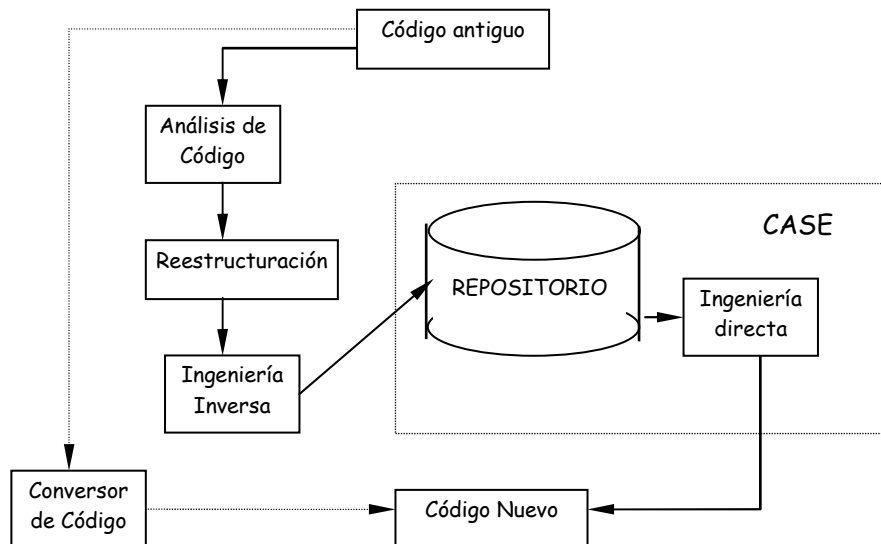 Código antiguo
Análisis de
Código
CASE
Reestructuración
REPOSITORIO
Ingeniería
directa
Ingeniería
Inversa
Conversor
de Código
Código Nuevo